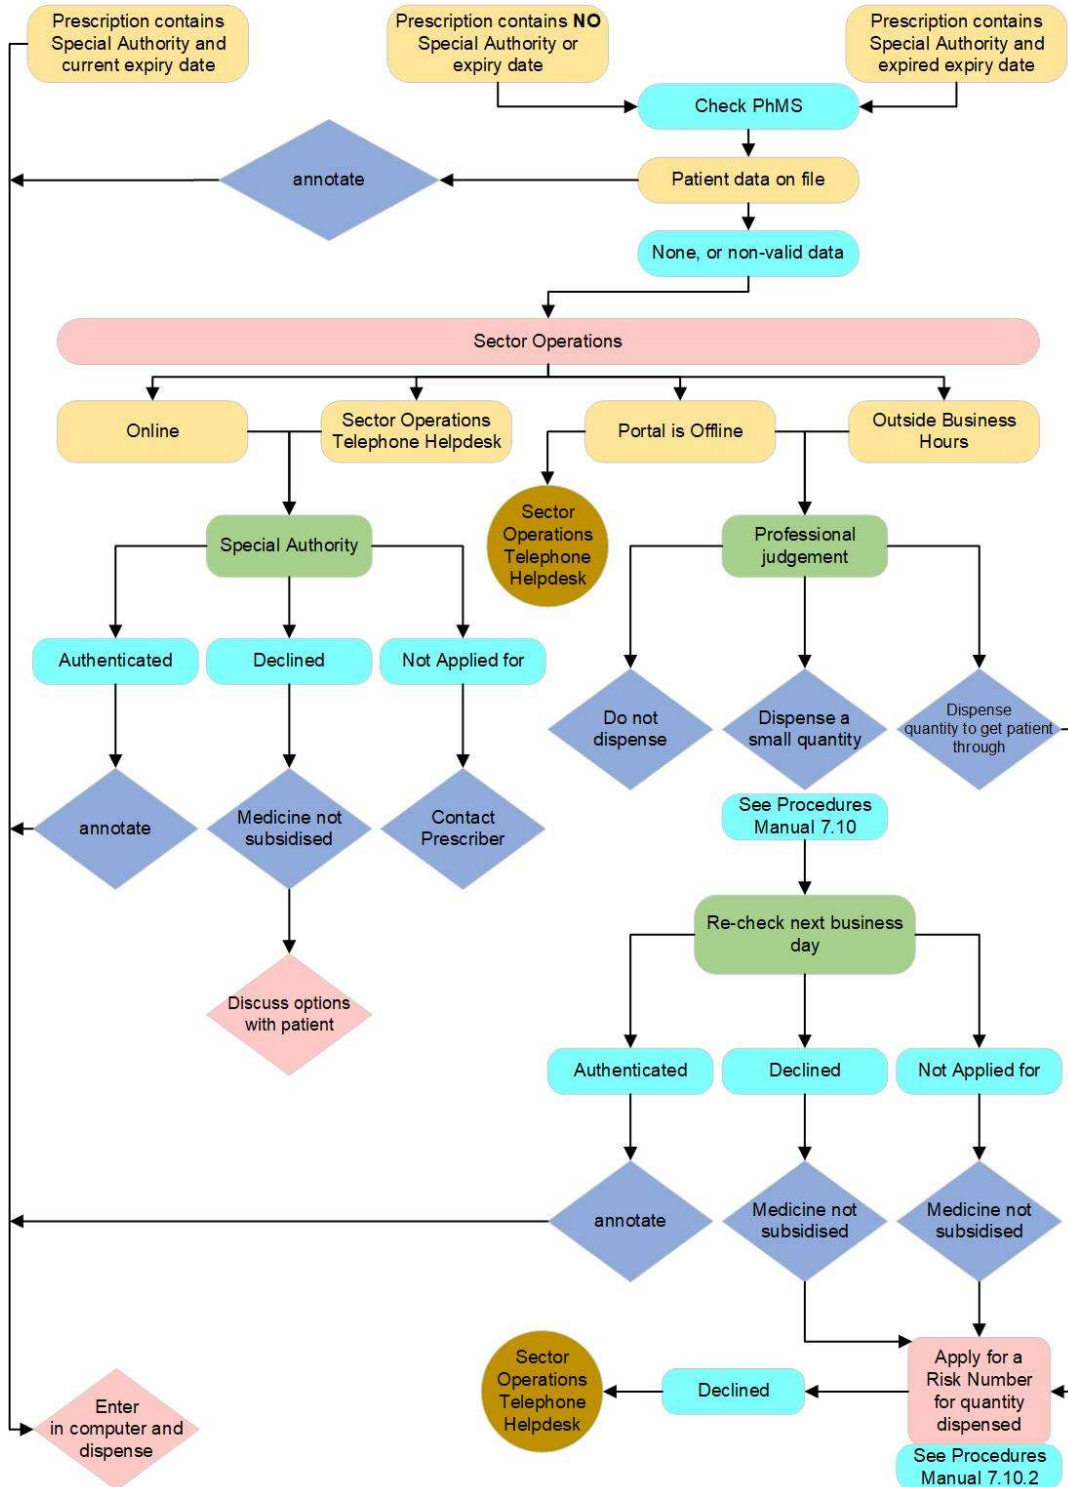 Prescription contains
Special Authority and
current expiry date
Prescription contains NO
Special Authority or
expiry date
Prescription contains
Special Authority and
expired expiry date
Check PhMS
annotate
Patient data on file
None, or non-valid data
Sector Operations
Online
Sector Operations
Telephone Helpdesk
Portal is Offline
Outside Business
Hours
Sector
Operations
Telephone
Helpdesk
Special Authority
Professional
judgement
Authenticated
Declined
Not Applied for
Do not
dispense
Dispense a
small quantity
Dispense
quantity to get patient
through
annotate
Medicine not
subsidised
Contact
Prescriber
See Procedures
Manual 7.10
Re-check next business
day
Discuss options
with patient
Authenticated
Declined
Not Applied for
annotate
Medicine not
subsidised
Medicine not
subsidised
Enter
in computer and
dispense
Sector
Operations
Telephone
Helpdesk
Declined
Apply for a
Risk Number
for quantity
dispensed
See Procedures
Manual 7.10.2